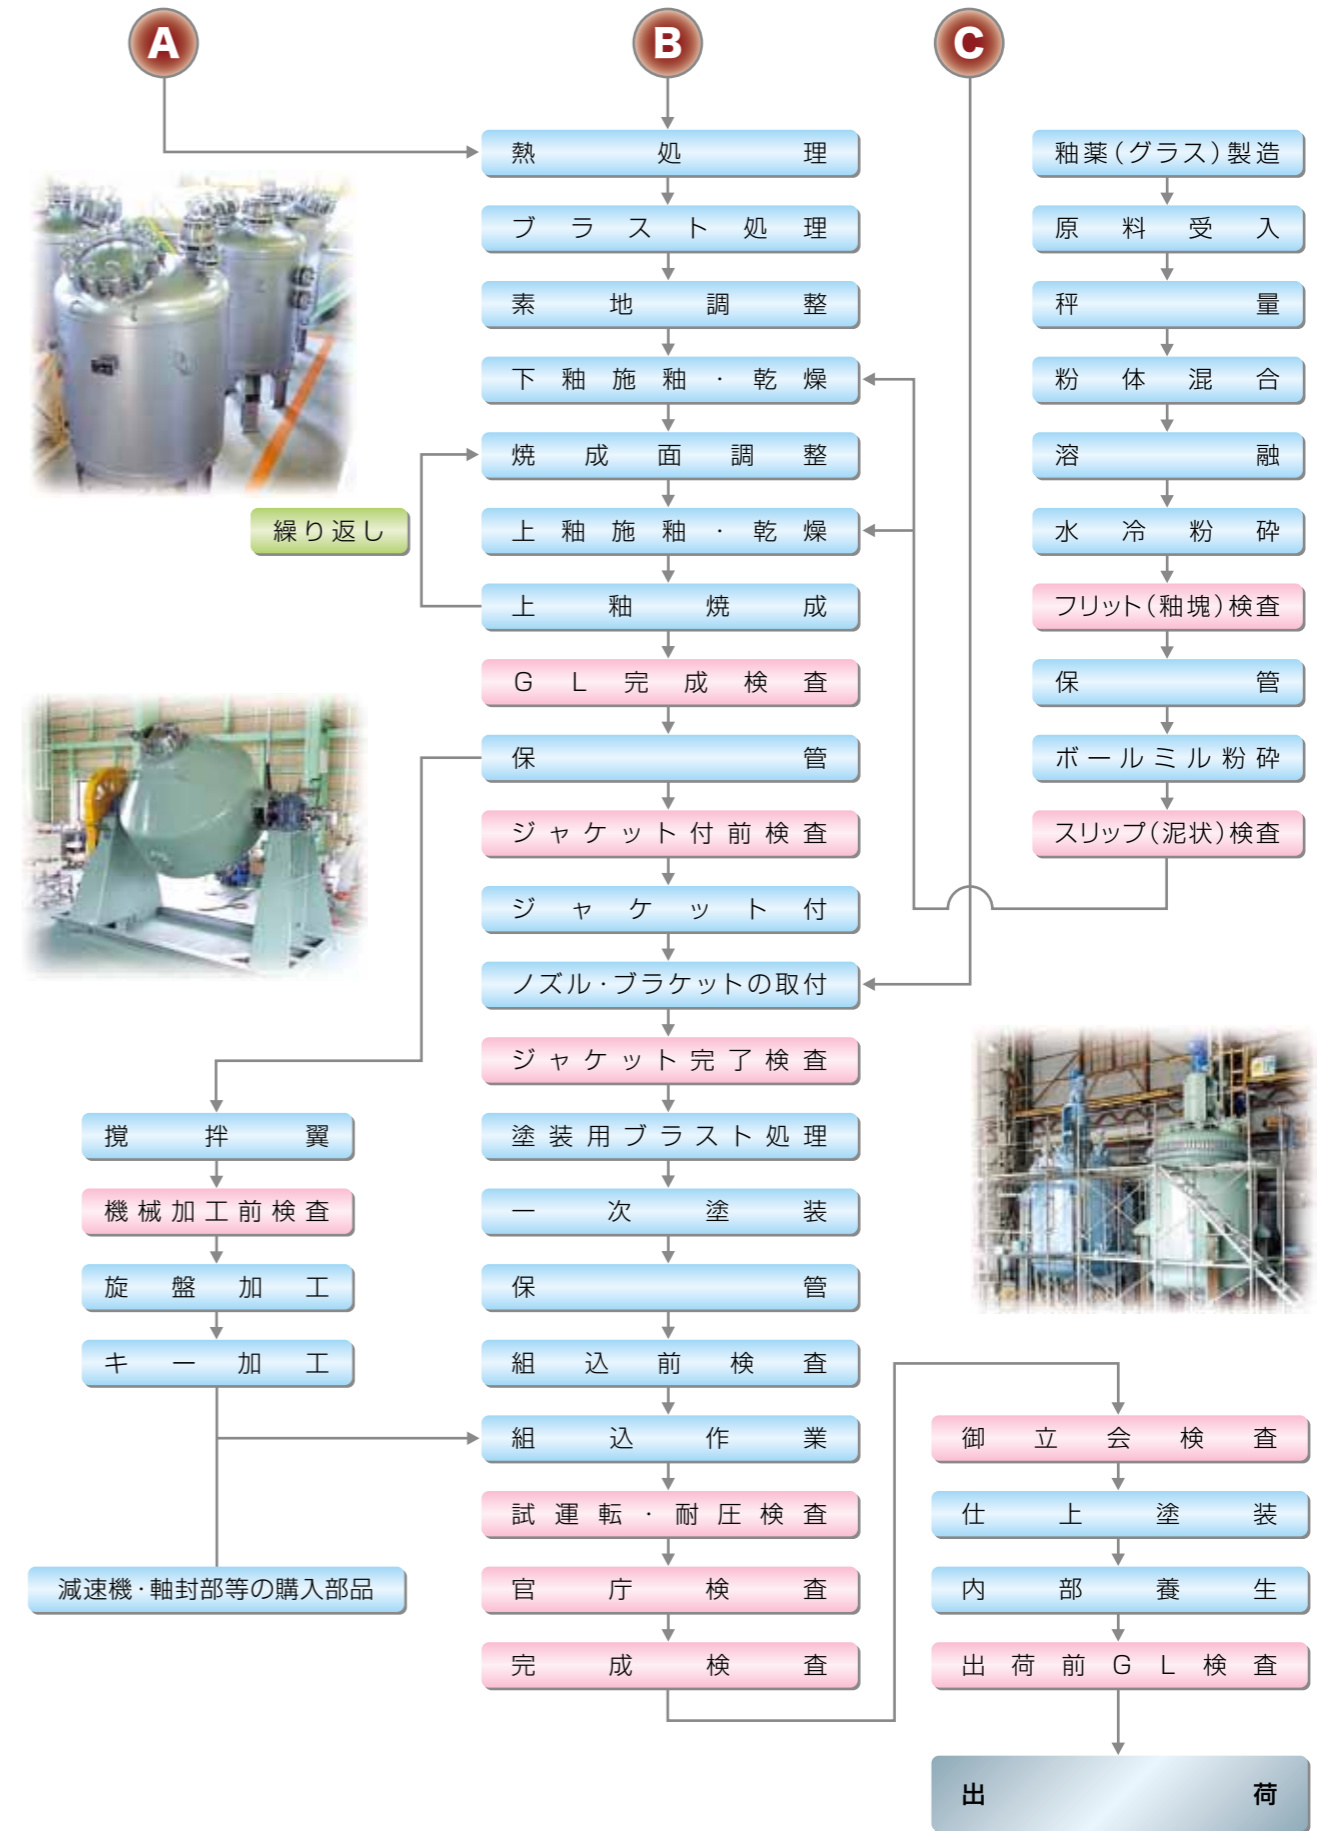 A
B
C
熱処理
ブラスト処理
素地調整
下釉施釉・乾燥
焼成面調整
繰り返し
上釉施釉・乾燥
上釉焼成
GL完成検査
保管
ジャケット付前検査
ジャケット付
ノズル・ブラケットの取付
ジャケット完了検査
塗装用ブラスト処理
一次塗装
保管
組込前検査
組込作業
試運転・耐圧検査
官庁検査
完成検査
釉薬(グラス)製造
原料受入
秤量
粉体混合
溶融
水冷粉砕
フリット(釉塊)検査
保管
ボールミル粉砕
スリップ(泥状)検査
撹拌翼
機械加工前検査
旋盤加工
キー加工
減速機・軸封部等の購入部品
御立会検査
仕上塗装
内部養生
出荷前GL検査
出荷